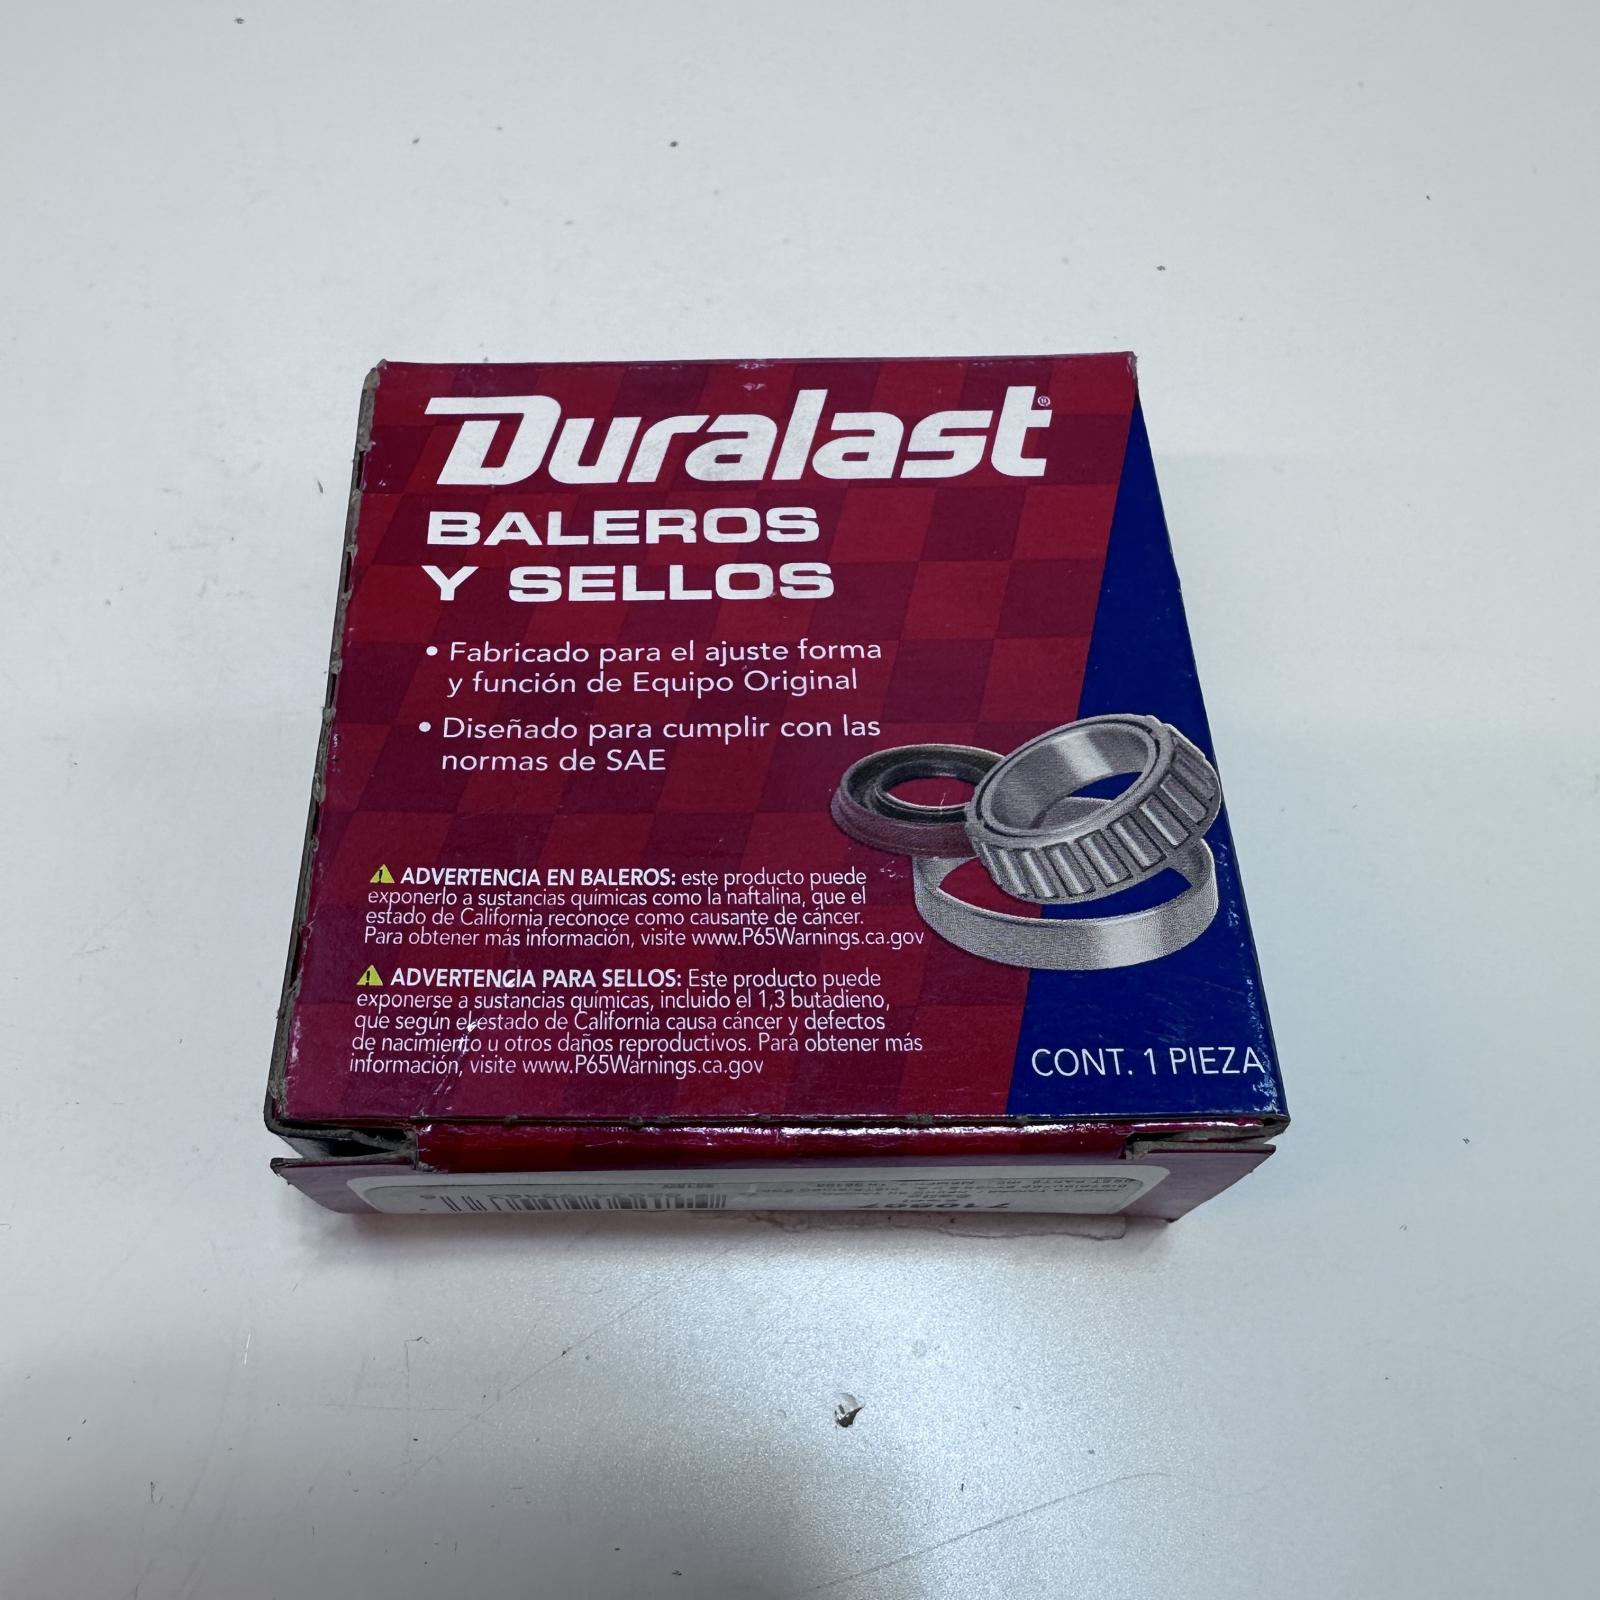 Duralast®
BALEROS
Y SELLOS
• Fabricado para el ajuste forma
y función de Equipo Original
• Diseñado para cumplir con las
normas de SAE
ADVERTENCIA EN BALEROS: este producto puede
exponerlo a sustancias químicas como la naftalina, que el
estado de California reconoce como causante de cáncer.
Para obtener más información, visite www.P65Warnings.ca.gov
ADVERTENCIA PARA SELLOS: Este producto puede
exponerse a sustancias químicas, incluido el 1,3 butadieno,
que según el estado de California causa cáncer y defectos
de nacimiento u otros daños reproductivos. Para obtener más
información, visite www.P65Warnings.ca.gov
CONT. 1 PIEZA